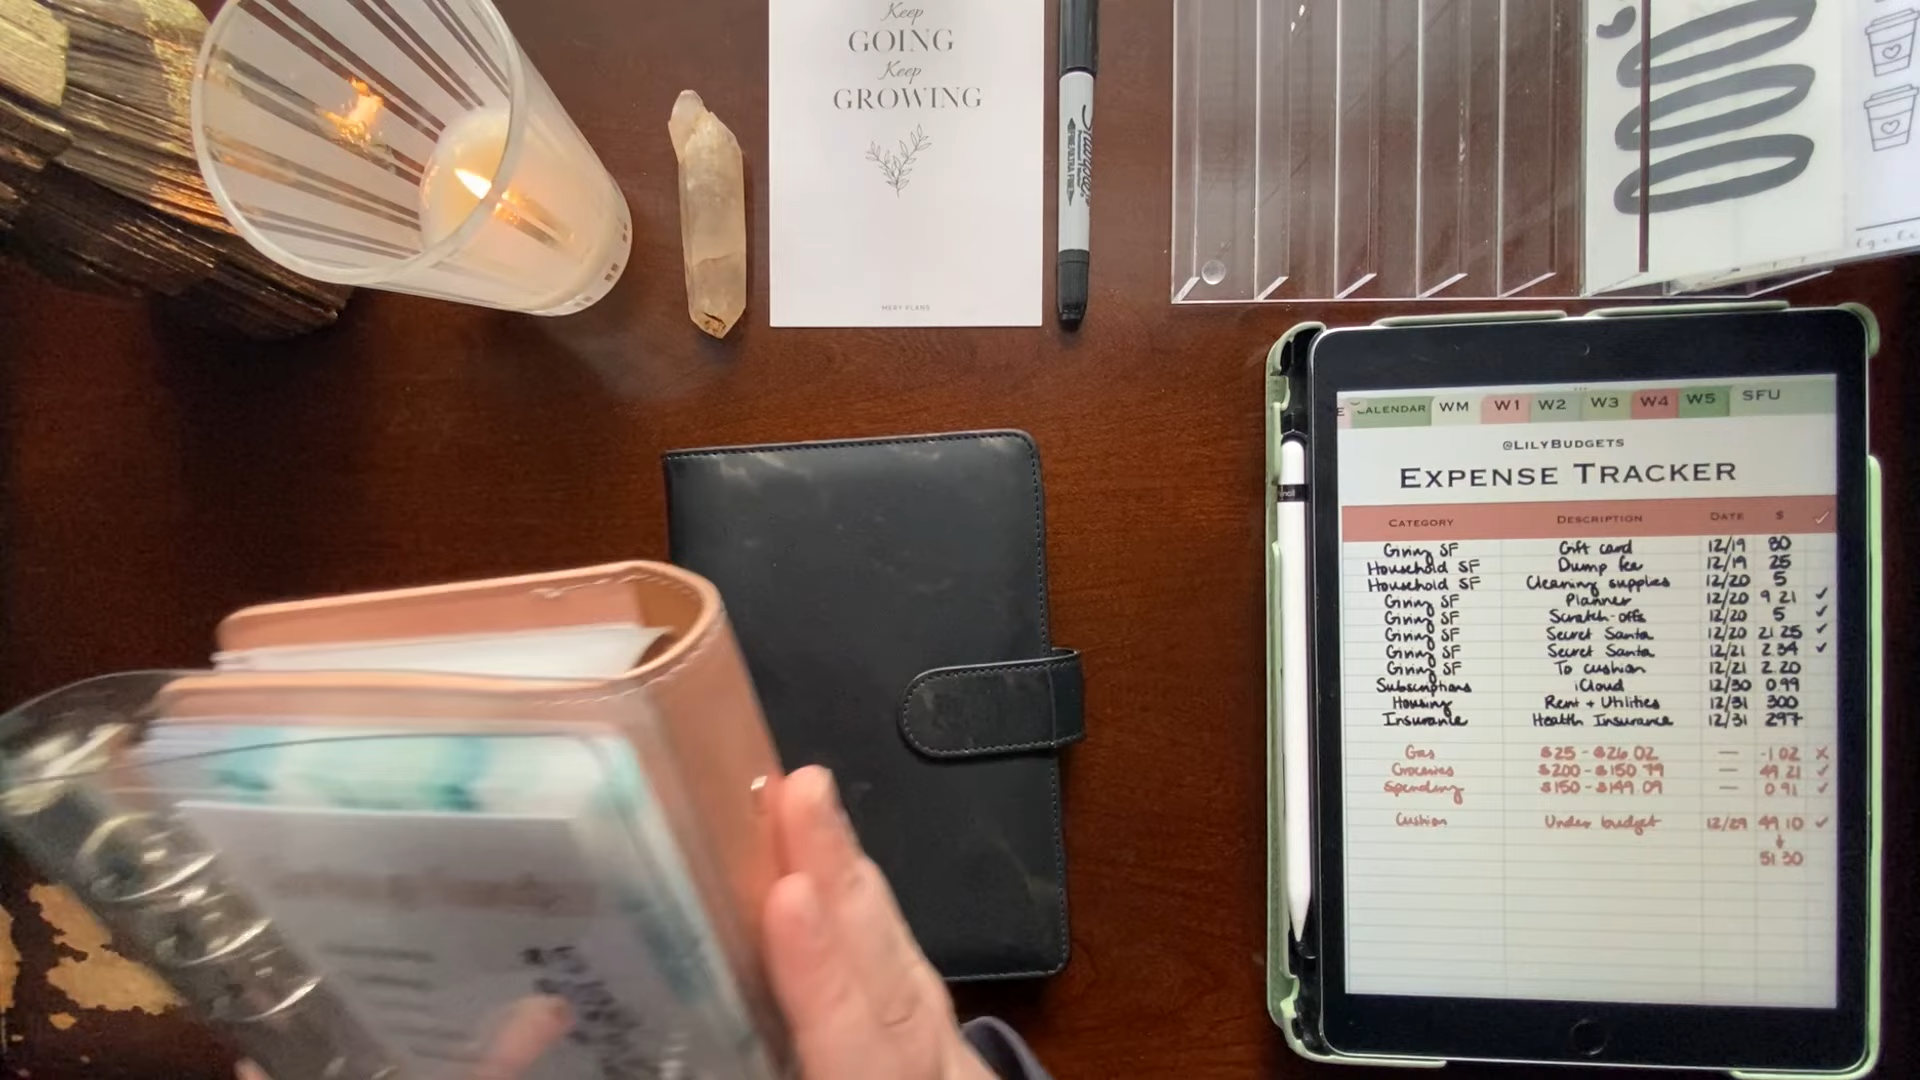 Keep
GOING
Keep
GROWING
MERY PLANS
Sharpie
CALENDAR WM W1 W2 W3 W4 W5 SFU
@LILYBUDGETS
EXPENSE TRACKER
CATEGORY DESCRIPTION DATE $ ✓
Giving SF Gift card 12/19 80
Household SF Dump fee 12/19 25
Household SF Cleaning supplies 12/20 5
Giving SF Planner 12/20 9 21 ✓
Giving SF Scratch-offs 12/20 5 ✓
Giving SF Secret Santa 12/20 21 25 ✓
Giving SF Secret Santa 12/21 2 54 ✓
Giving SF To cushion 12/21 2 20
Subscriptions iCloud 12/30 0.99
Housing Rent + Utilities 12/31 300
Insurance Health Insurance 12/31 297
Gas $25 - $26.02 — -1 02 X
Groceries $200 - $150 79 — 49 21 ✓
Spending $150 - $149.09 — 0.91 ✓
Cushion Under budget 12/29 49 10 ✓
51 30